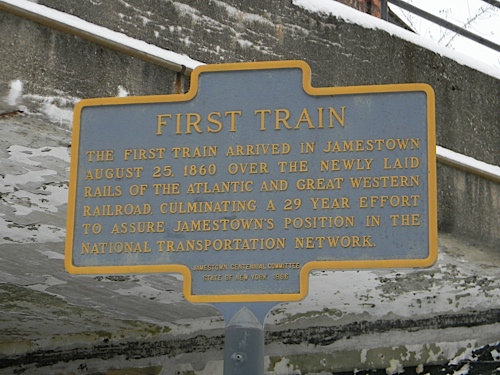 FIRST TRAIN
THE FIRST TRAIN ARRIVED IN JAMESTOWN
AUGUST 25, 1860 OVER THE NEWLY LAID
RAILS OF THE ATLANTIC AND GREAT WESTERN
RAILROAD, CULMINATING A 29 YEAR EFFORT
TO ASSURE JAMESTOWN'S POSITION IN THE
NATIONAL TRANSPORTATION NETWORK.
JAMESTOWN CENTENNIAL COMMITTEE
STATE OF NEW YORK 1986